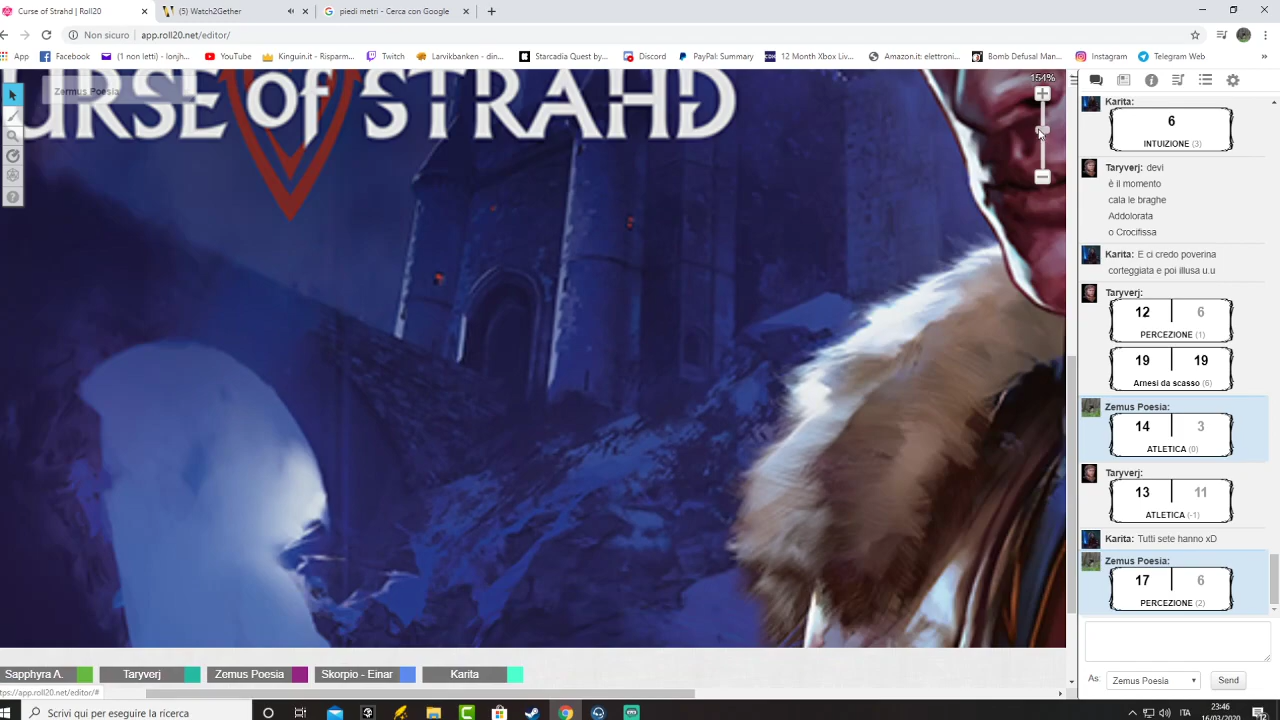 Curse of Strahd | Roll20
Watch2Gether
piedi metri - Cerca con Google
Non sicuro
app.roll20.net/editor/
App
Facebook
(1 non letti) - lonjh...
YouTube
Kinguin.it - Risparm...
Twitch
Larvikbanken - din...
Starcadia Quest by...
Discord
PayPal: Summary
12 Month Xbox Liv...
Amazon.it: elettroni...
Bomb Defusal Man...
Instagram
Telegram Web
Zemus Poesia
CURSE of STRAHD
154%
Karita:
6
INTUIZIONE (3)
Taryverj: devi
è il momento
cala le braghe
Addolorata
o Crocifissa
Karita: E ci credo poverina
corteggiata e poi illusa u.u
Taryverj:
12 6
PERCEZIONE (1)
19 19
Arnesi da scasso (6)
Zemus Poesia:
14 3
ATLETICA (0)
Taryverj:
13 11
ATLETICA (-1)
Karita: Tutti sete hanno xD
Zemus Poesia:
17 6
PERCEZIONE (2)
As: Zemus Poesia
Send
Sapphyra A.
Taryverj
Zemus Poesia
Skorpio - Einar
Karita
ttps://app.roll20.net/editor/#
Scrivi qui per eseguire la ricerca
ITA
23:46
16/03/2020